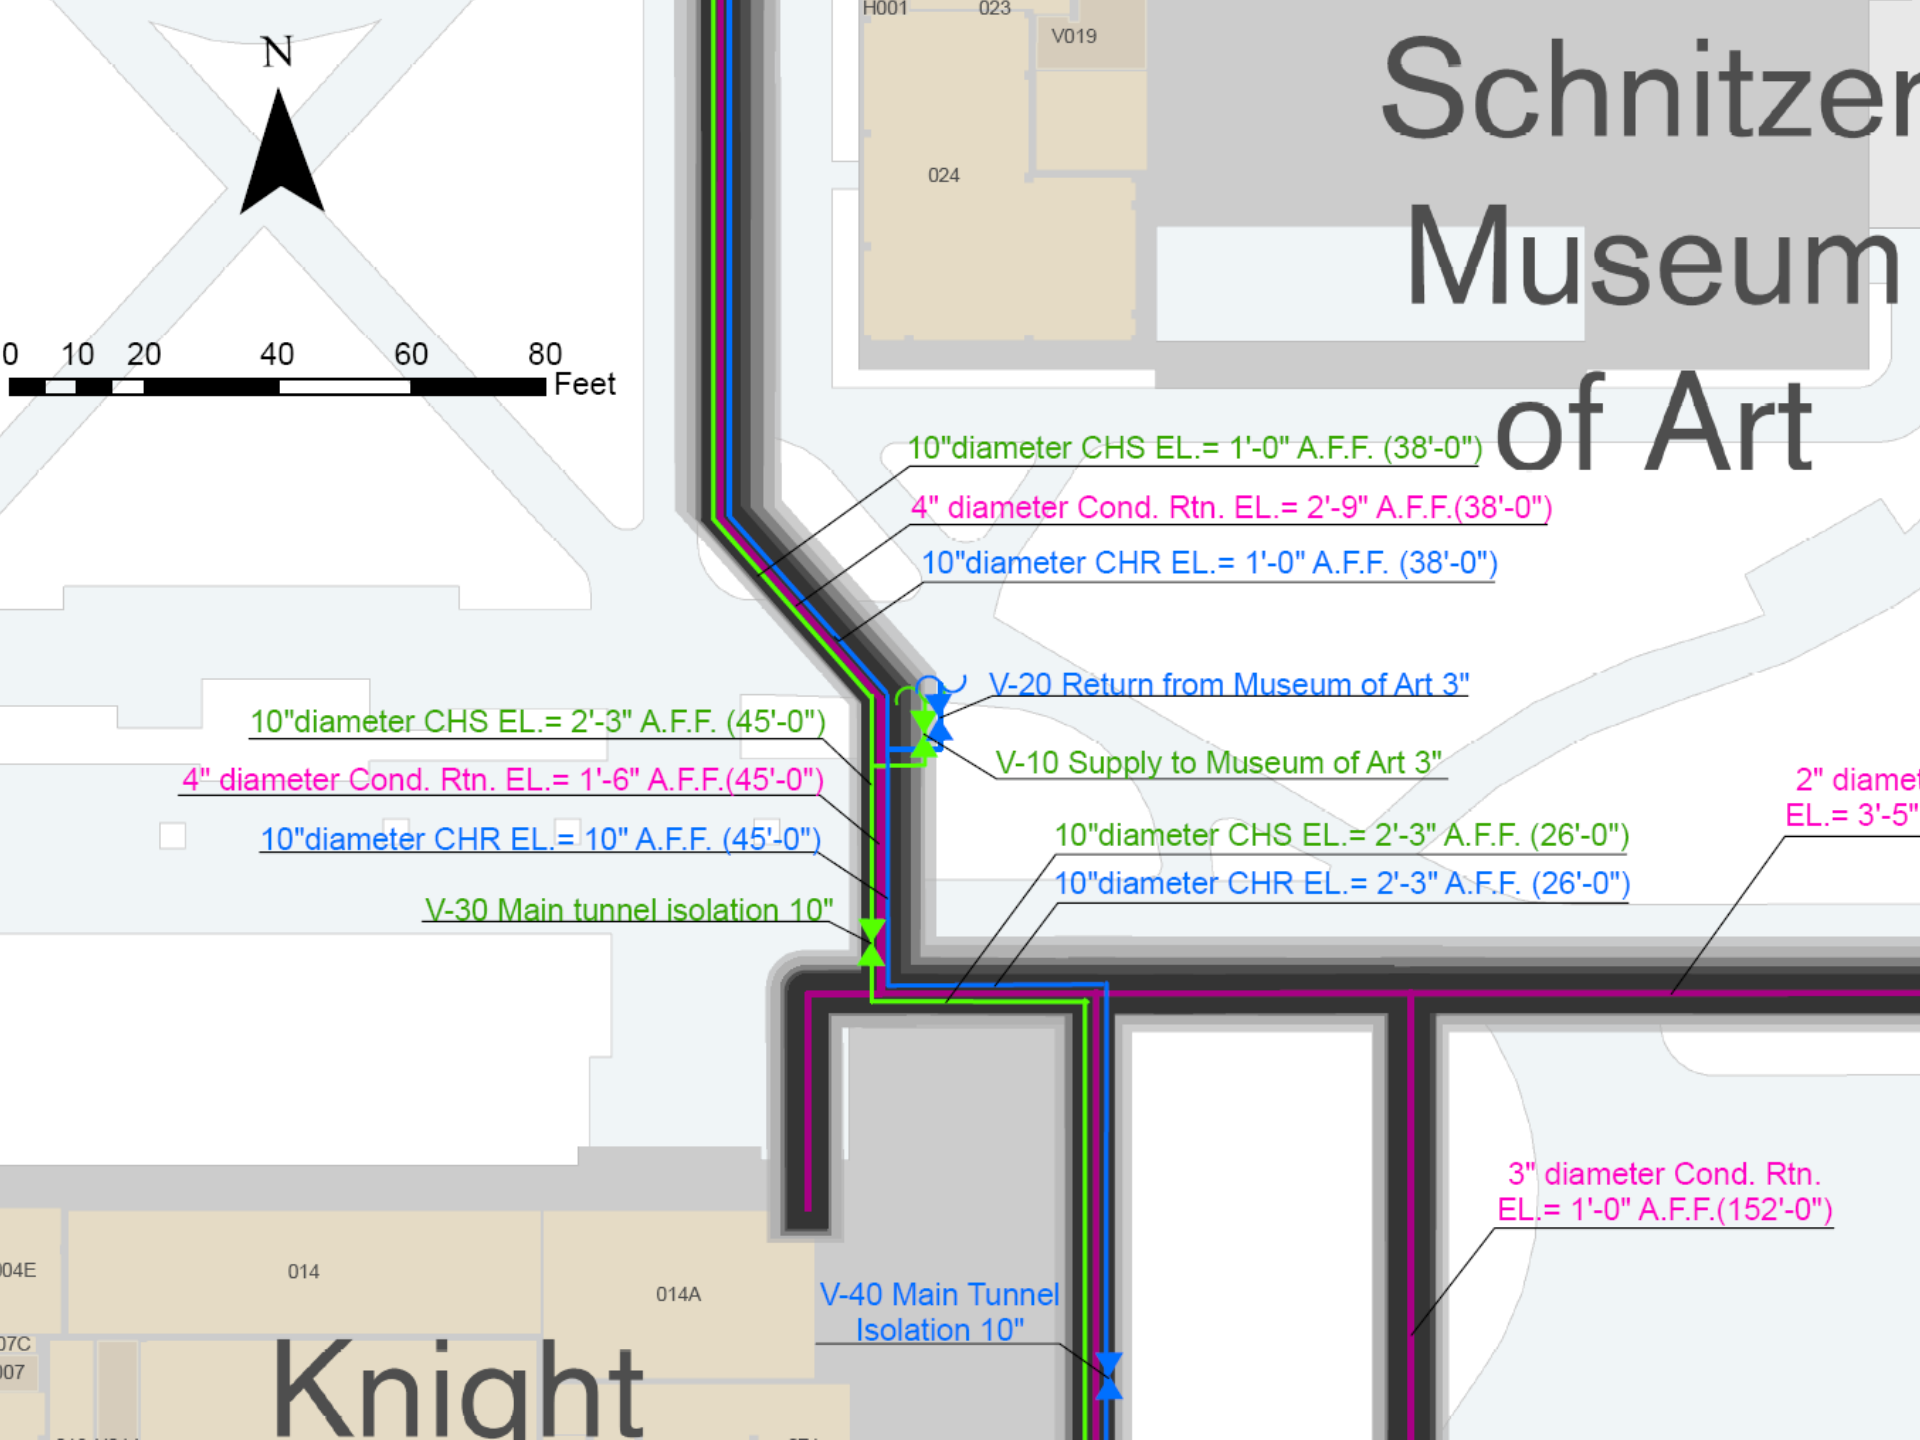 H001
023
V019
N
Schnitzer
024
Museum
0 10 20 40 60 80
Feet
of Art
10"diameter CHS EL.= 1'-0" A.F.F. (38'-0")
4" diameter Cond. Rtn. EL.= 2'-9" A.F.F.(38'-0")
10"diameter CHR EL.= 1'-0" A.F.F. (38'-0")
V-20 Return from Museum of Art 3"
10"diameter CHS EL.= 2'-3" A.F.F. (45'-0")
V-10 Supply to Museum of Art 3"
4" diameter Cond. Rtn. EL.= 1'-6" A.F.F.(45'-0")
2" diamet
EL.= 3'-5"
10"diameter CHR EL.= 10" A.F.F. (45'-0")
10"diameter CHS EL.= 2'-3" A.F.F. (26'-0")
10"diameter CHR EL.= 2'-3" A.F.F. (26'-0")
V-30 Main tunnel isolation 10"
3" diameter Cond. Rtn.
EL.= 1'-0" A.F.F.(152'-0")
04E
014
014A
V-40 Main Tunnel
Isolation 10"
07C
007
Knight